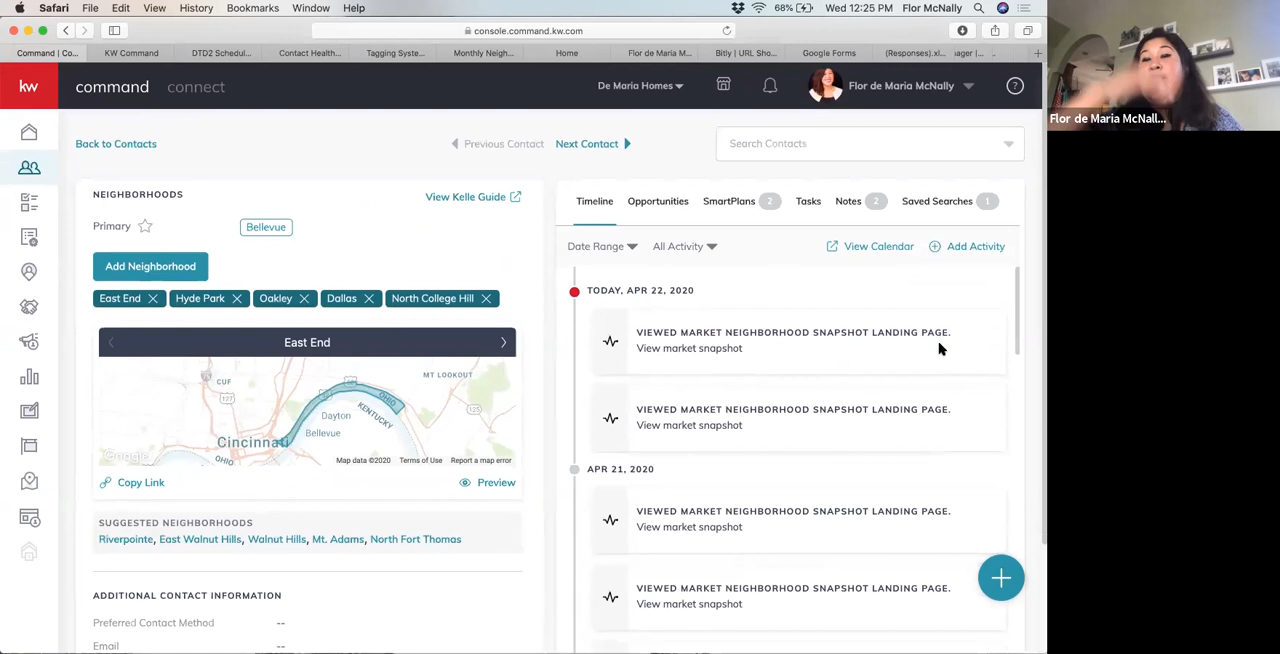 Safari File Edit View History Bookmarks Window Help 68% Wed 12:25 PM Flor McNally
console.command.kw.com
Command | Co... KW Command DTD2 Schedul... Contact Health... Tagging Syste... Monthly Neigh... Home Flor de Maria M... Bitly | URL Sho... Google Forms (Responses).xl... ager |...
kw command connect De Maria Homes Flor de Maria McNally ?
Flor de Maria McNall...
Back to Contacts Previous Contact Next Contact Search Contacts
NEIGHBORHOODS View Kelle Guide
Primary Bellevue
Add Neighborhood
East End Hyde Park Oakley Dallas North College Hill
East End
CUF
MT LOOKOUT
127
125
Dayton
OHIO
KENTUCKY
Bellevue
Cincinnati
OHIO
Google Map data ©2020 Terms of Use Report a map error
Copy Link Preview
SUGGESTED NEIGHBORHOODS
Riverpointe, East Walnut Hills, Walnut Hills, Mt. Adams, North Fort Thomas
ADDITIONAL CONTACT INFORMATION
Preferred Contact Method --
Email --
Timeline Opportunities SmartPlans 2 Tasks Notes 2 Saved Searches 1
Date Range All Activity View Calendar Add Activity
TODAY, APR 22, 2020
VIEWED MARKET NEIGHBORHOOD SNAPSHOT LANDING PAGE.
View market snapshot
VIEWED MARKET NEIGHBORHOOD SNAPSHOT LANDING PAGE.
View market snapshot
APR 21, 2020
VIEWED MARKET NEIGHBORHOOD SNAPSHOT LANDING PAGE.
View market snapshot
VIEWED MARKET NEIGHBORHOOD SNAPSHOT LANDING PAGE.
View market snapshot